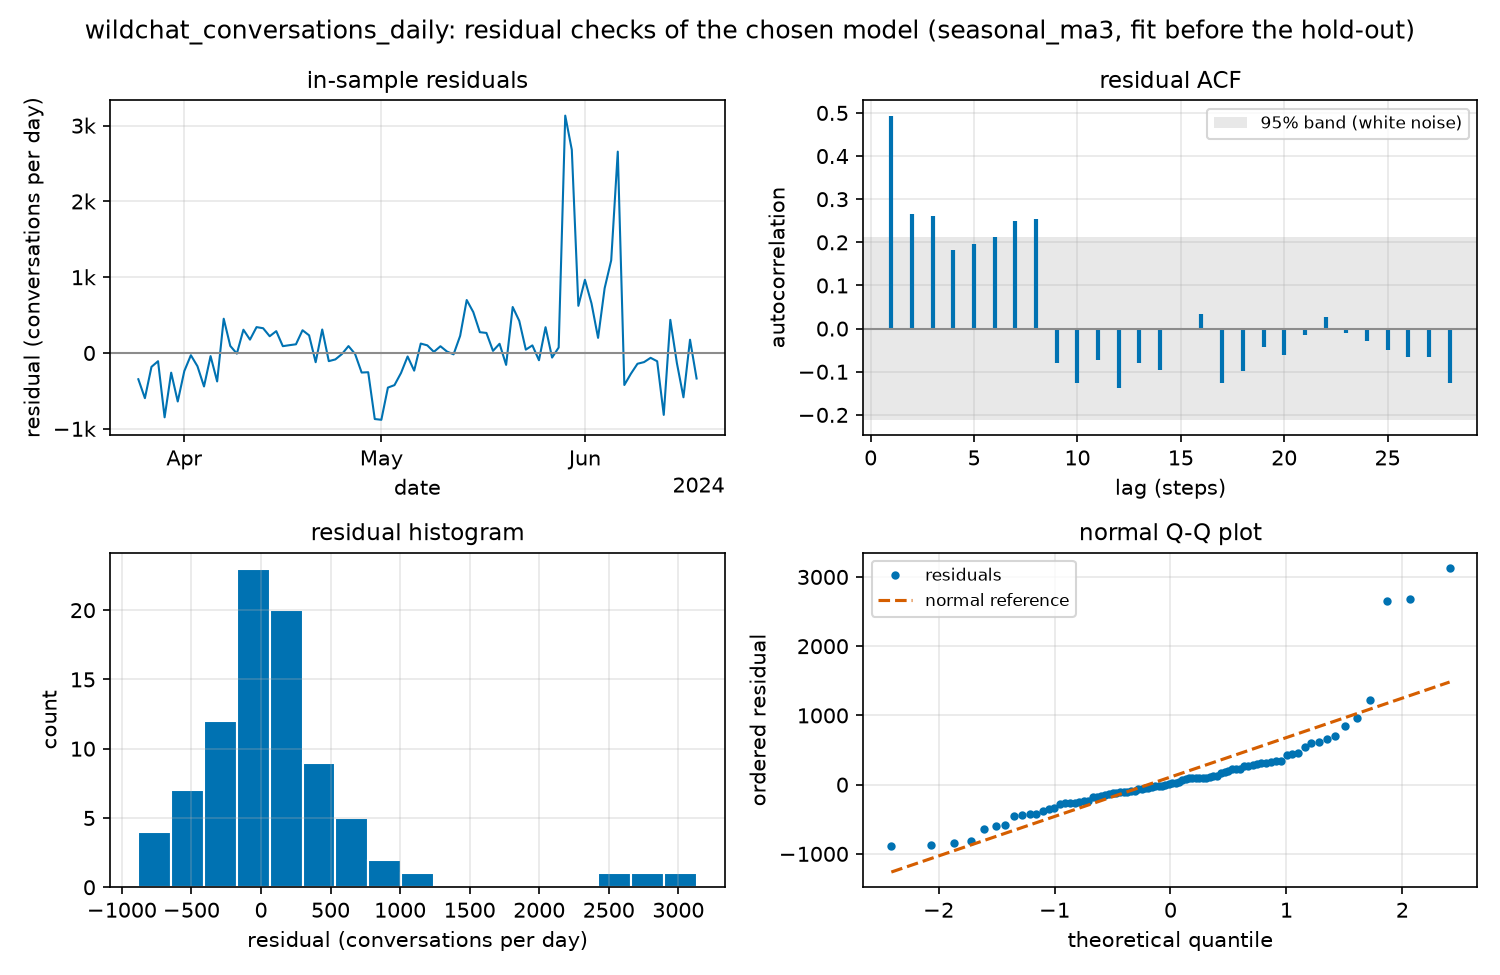 wildchat_conversations_daily: residual checks of the chosen model (seasonal_ma3, fit before the hold-out)
in-sample residuals
residual (conversations per day)
3k
2k
1k
0
−1k
Apr
May
Jun
date
2024
residual ACF
95% band (white noise)
autocorrelation
0.5
0.4
0.3
0.2
0.1
0.0
−0.1
−0.2
0
5
10
15
20
25
lag (steps)
residual histogram
count
20
15
10
5
0
−1000
−500
0
500
1000
1500
2000
2500
3000
residual (conversations per day)
normal Q-Q plot
residuals
normal reference
ordered residual
3000
2000
1000
0
−1000
−2
−1
0
1
2
theoretical quantile